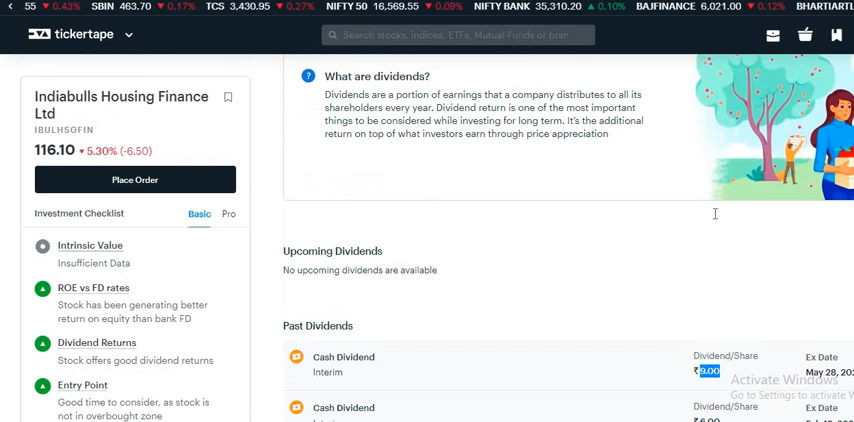 55 ▼ 0.43% SBIN 463.70 ▼ 0.17% TCS 3,430.95 ▼ 0.27% NIFTY 50 16,569.55 ▼ 0.09% NIFTY BANK 35,310.20 ▲ 0.10% BAJFINANCE 6,021.00 ▼ 0.12% BHARTIARTL
tickertape
Search stocks, indices, ETFs, Mutual Funds or bran
Indiabulls Housing Finance
Ltd
IBULHSGFIN
116.10 ▼ 5.30% (-6.50)
Place Order
Investment Checklist Basic Pro
Intrinsic Value
Insufficient Data
ROE vs FD rates
Stock has been generating better
return on equity than bank FD
Dividend Returns
Stock offers good dividend returns
Entry Point
Good time to consider, as stock is
not in overbought zone
What are dividends?
Dividends are a portion of earnings that a company distributes to all its
shareholders every year. Dividend return is one of the most important
things to be considered while investing for long term. It's the additional
return on top of what investors earn through price appreciation
Upcoming Dividends
No upcoming dividends are available
Past Dividends
Cash Dividend Dividend/Share Ex Date
Interim ₹ 9.00 May 28, 202
Activate Windows
Go to Settings to activate W
Cash Dividend Dividend/Share Ex Date